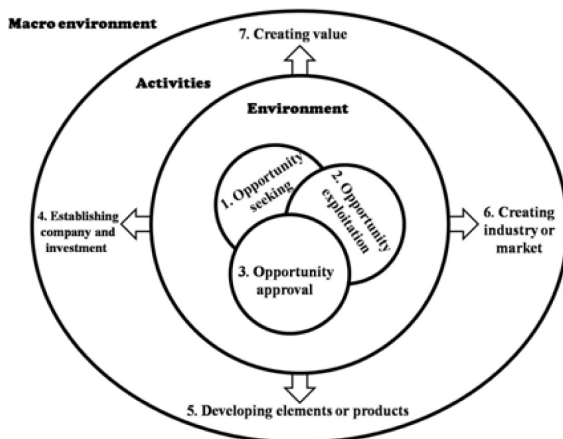 Macro environment
7. Creating value
Activities
Environment
1. Opportunity
seeking
2. Opportunity
exploitation
3. Opportunity
approval
4. Establishing
company and
investment
6. Creating
industry or
market
5. Developing elements or products